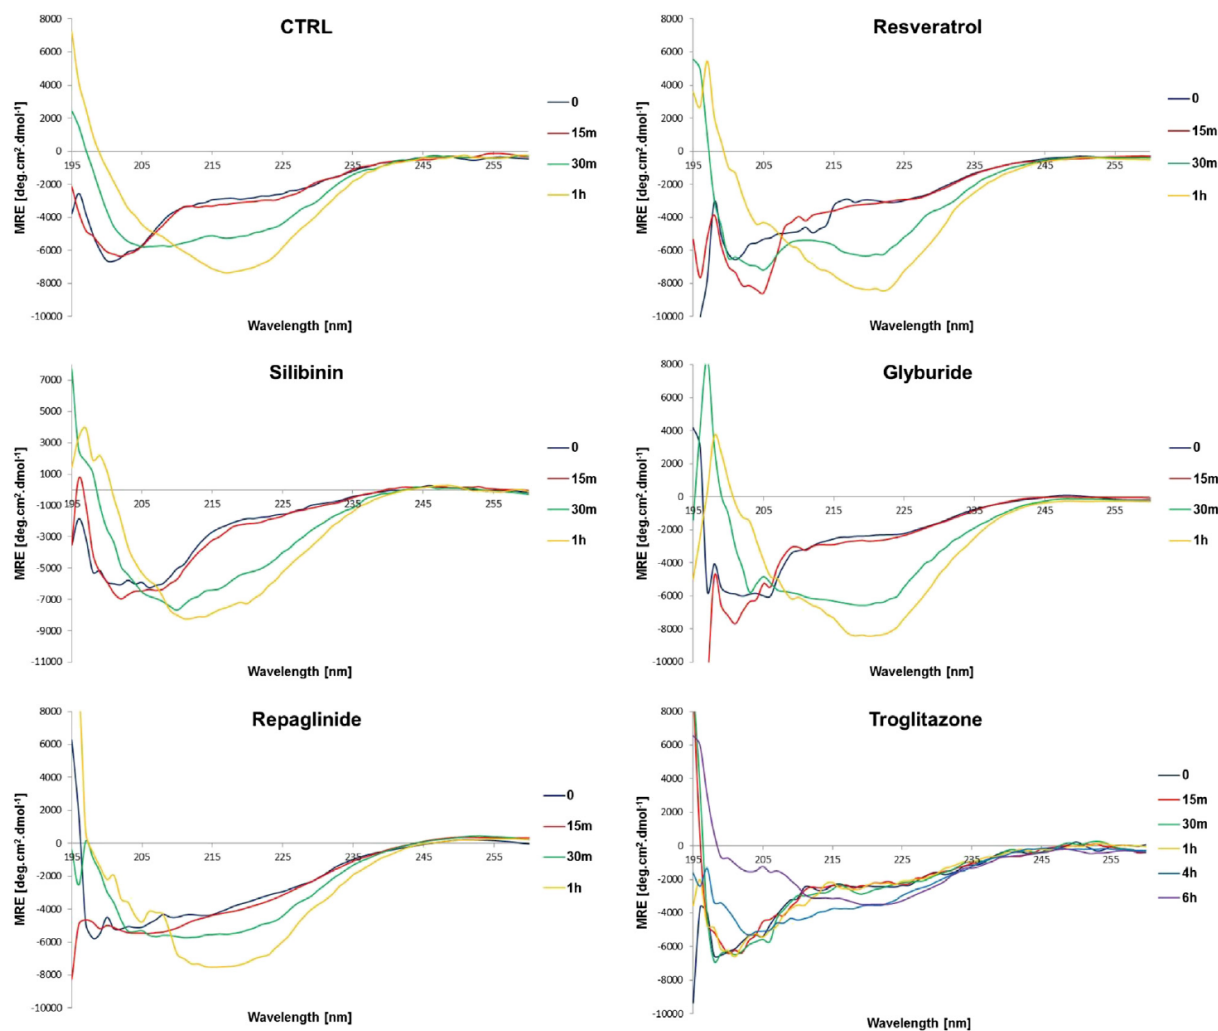 CTRL
MRE [deg.cm².dmol⁻¹]
8000
6000
4000
2000
0
-2000
-4000
-6000
-8000
-10000
195 205 215 225 235 245 255
Wavelength [nm]
0
15m
30m
1h
Resveratrol
MRE [deg.cm².dmol⁻¹]
8000
6000
4000
2000
0
-2000
-4000
-6000
-8000
-10000
195 205 215 225 235 245 255
Wavelength [nm]
0
15m
30m
1h
Silibinin
MRE [deg.cm².dmol⁻¹]
7000
5000
3000
1000
-1000
-3000
-5000
-7000
-9000
-11000
195 205 215 225 235 245 255
Wavelength [nm]
0
15m
30m
1h
Glyburide
MRE [deg.cm².dmol⁻¹]
8000
6000
4000
2000
0
-2000
-4000
-6000
-8000
-10000
195 205 215 225 235 245 255
Wavelength [nm]
0
15m
30m
1h
Repaglinide
MRE [deg.cm².dmol⁻¹]
8000
6000
4000
2000
0
-2000
-4000
-6000
-8000
-10000
195 205 215 225 235 245 255
Wavelength [nm]
0
15m
30m
1h
Troglitazone
MRE [deg.cm².dmol⁻¹]
8000
6000
4000
2000
0
-2000
-4000
-6000
-8000
-10000
195 205 215 225 235 245 255
Wavelength [nm]
0
15m
30m
1h
4h
6h